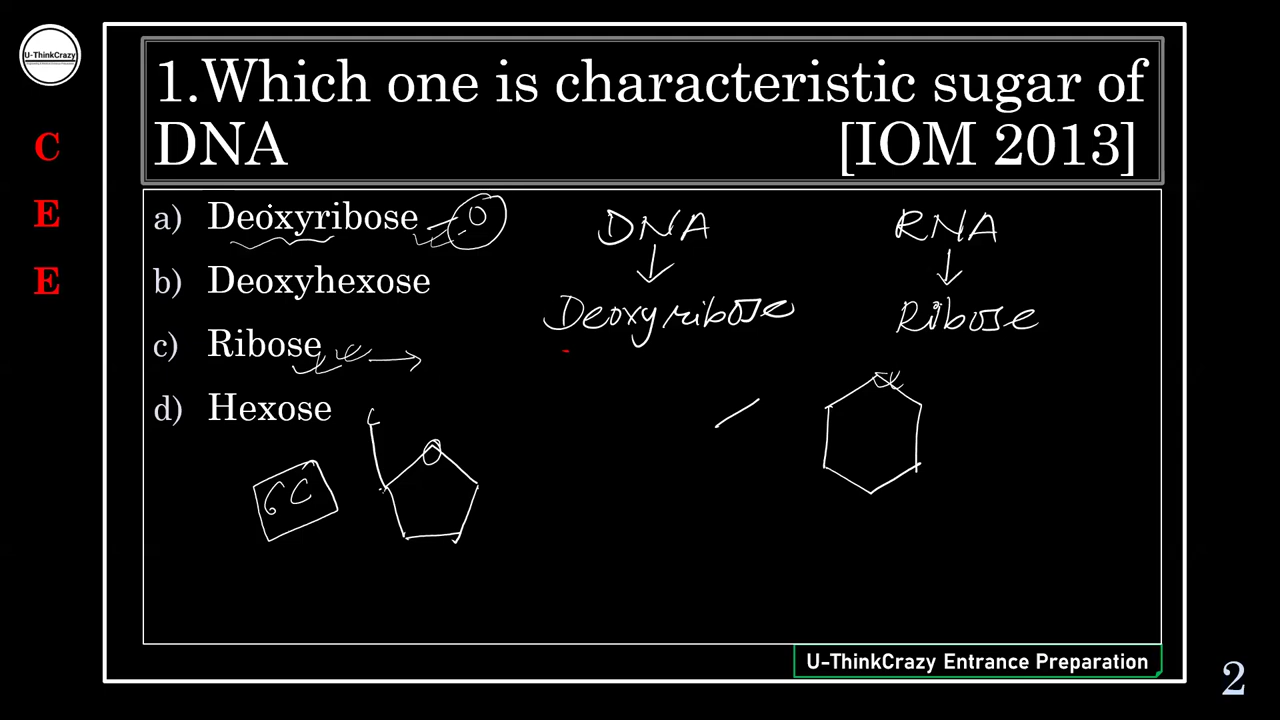 U-ThinkCrazy
C
E
E
1.Which one is characteristic sugar of
DNA [IOM 2013]
a) Deoxyribose
b) Deoxyhexose
c) Ribose
d) Hexose
DNA RNA
Deoxyribose Ribose
6C
U-ThinkCrazy Entrance Preparation
2